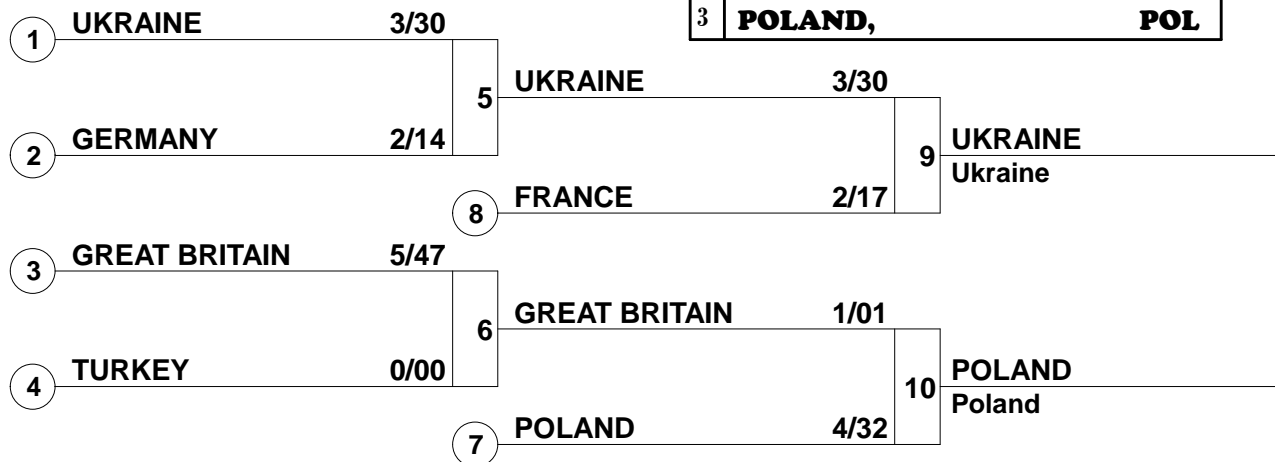 3 POLAND, POL
1 UKRAINE 3/30
5 UKRAINE 3/30
2 GERMANY 2/14
9 UKRAINE
Ukraine
8 FRANCE 2/17
3 GREAT BRITAIN 5/47
6 GREAT BRITAIN 1/01
4 TURKEY 0/00
10 POLAND
Poland
7 POLAND 4/32